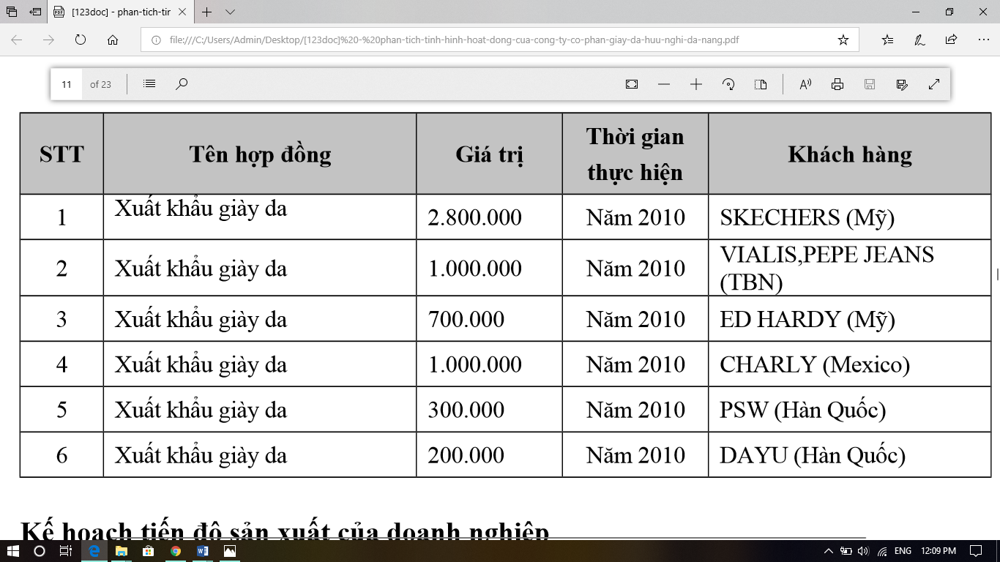 [123doc] - phan-tich-tir
file:///C:/Users/Admin/Desktop/[123doc]%20-%20phan-tich-tinh-hinh-hoat-dong-cua-cong-ty-co-phan-giay-da-huu-nghi-da-nang.pdf
11 of 23
STT Tên hợp đồng Giá trị Thời gian thực hiện Khách hàng
1 Xuất khẩu giày da 2.800.000 Năm 2010 SKECHERS (Mỹ)
2 Xuất khẩu giày da 1.000.000 Năm 2010 VIALIS,PEPE JEANS (TBN)
3 Xuất khẩu giày da 700.000 Năm 2010 ED HARDY (Mỹ)
4 Xuất khẩu giày da 1.000.000 Năm 2010 CHARLY (Mexico)
5 Xuất khẩu giày da 300.000 Năm 2010 PSW (Hàn Quốc)
6 Xuất khẩu giày da 200.000 Năm 2010 DAYU (Hàn Quốc)
Kế hoạch tiến độ sản xuất của doanh nghiệp
ENG 12:09 PM